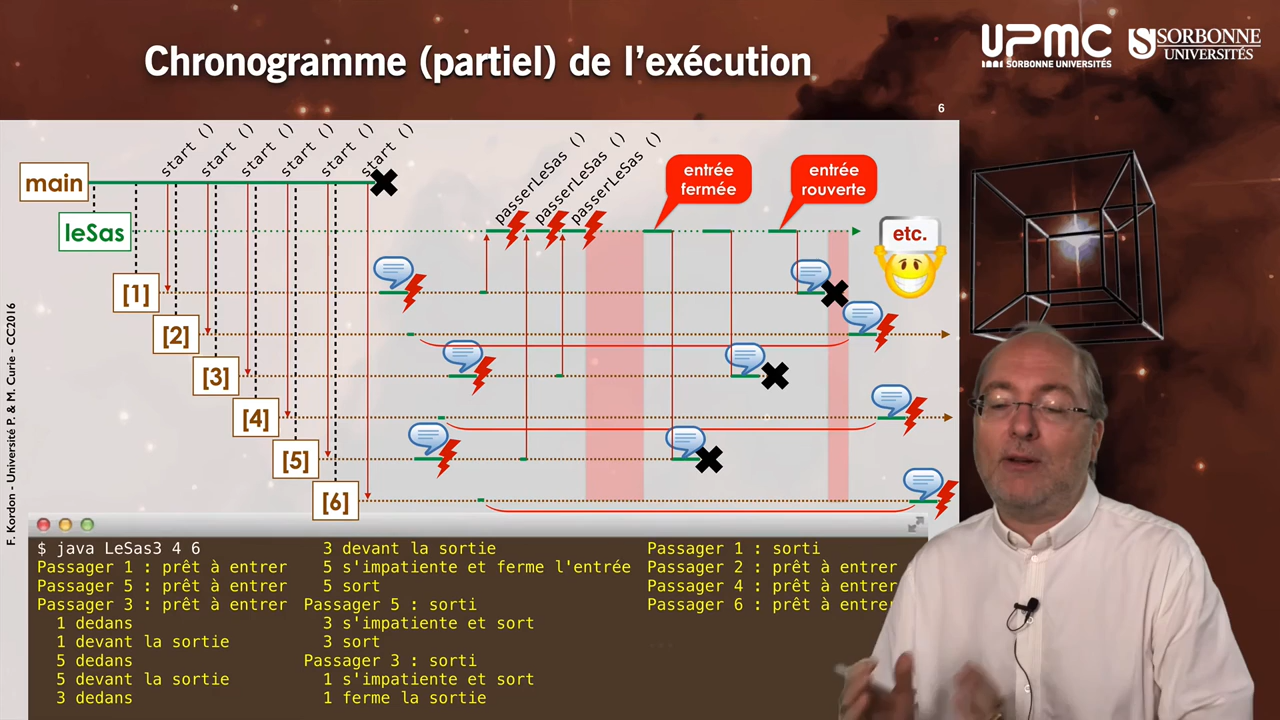 Chronogramme (partiel) de l'exécution
UPMC
SORBONNE UNIVERSITÉS
SORBONNE
UNIVERSITÉS
6
start ()
start ()
start ()
start ()
start ()
start ()
passerLeSas ()
passerLeSas ()
passerLeSas ()
entrée
fermée
entrée
rouverte
main
leSas
etc.
[1]
[2]
[3]
[4]
[5]
[6]
F. Kordon - Université P. & M. Curie - CC2016
$ java LeSas3 4 6
Passager 1 : prêt à entrer
Passager 5 : prêt à entrer
Passager 3 : prêt à entrer
1 dedans
1 devant la sortie
5 dedans
5 devant la sortie
3 dedans
3 devant la sortie
5 s'impatiente et ferme l'entrée
5 sort
Passager 5 : sorti
3 s'impatiente et sort
3 sort
Passager 3 : sorti
1 s'impatiente et sort
1 ferme la sortie
Passager 1 : sorti
Passager 2 : prêt à entrer
Passager 4 : prêt à entrer
Passager 6 : prêt à entrer